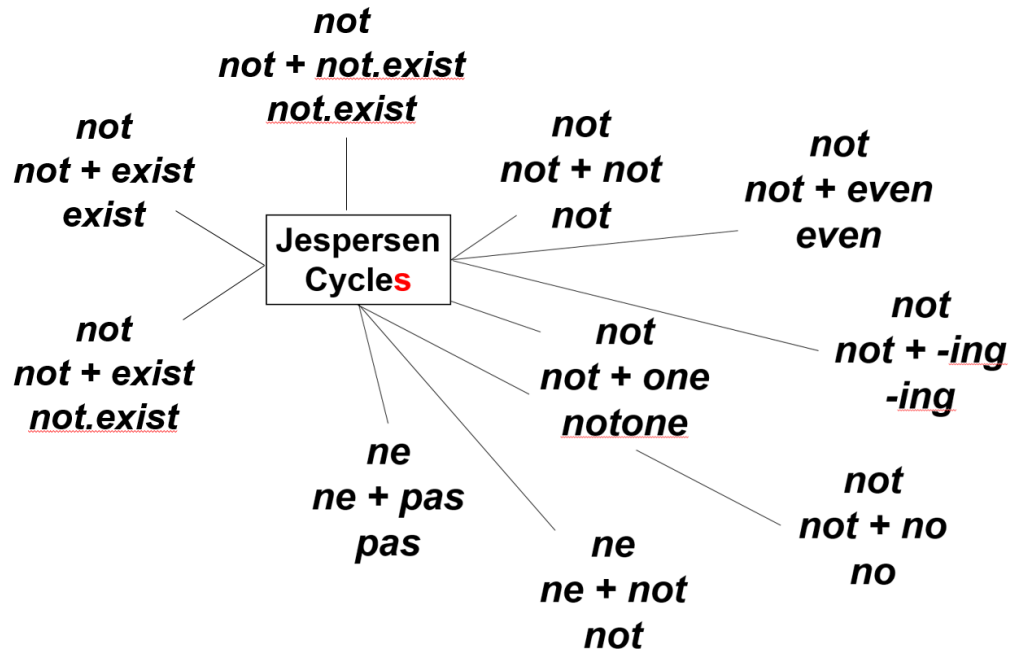 not
not + not.exist
not.exist
not
not + exist
exist
not
not + not
not
not
not + even
even
Jespersen
Cycles
not
not + exist
not.exist
not
not + one
notone
not
not + -ing
-ing
ne
ne + pas
pas
not
not + no
no
ne
ne + not
not